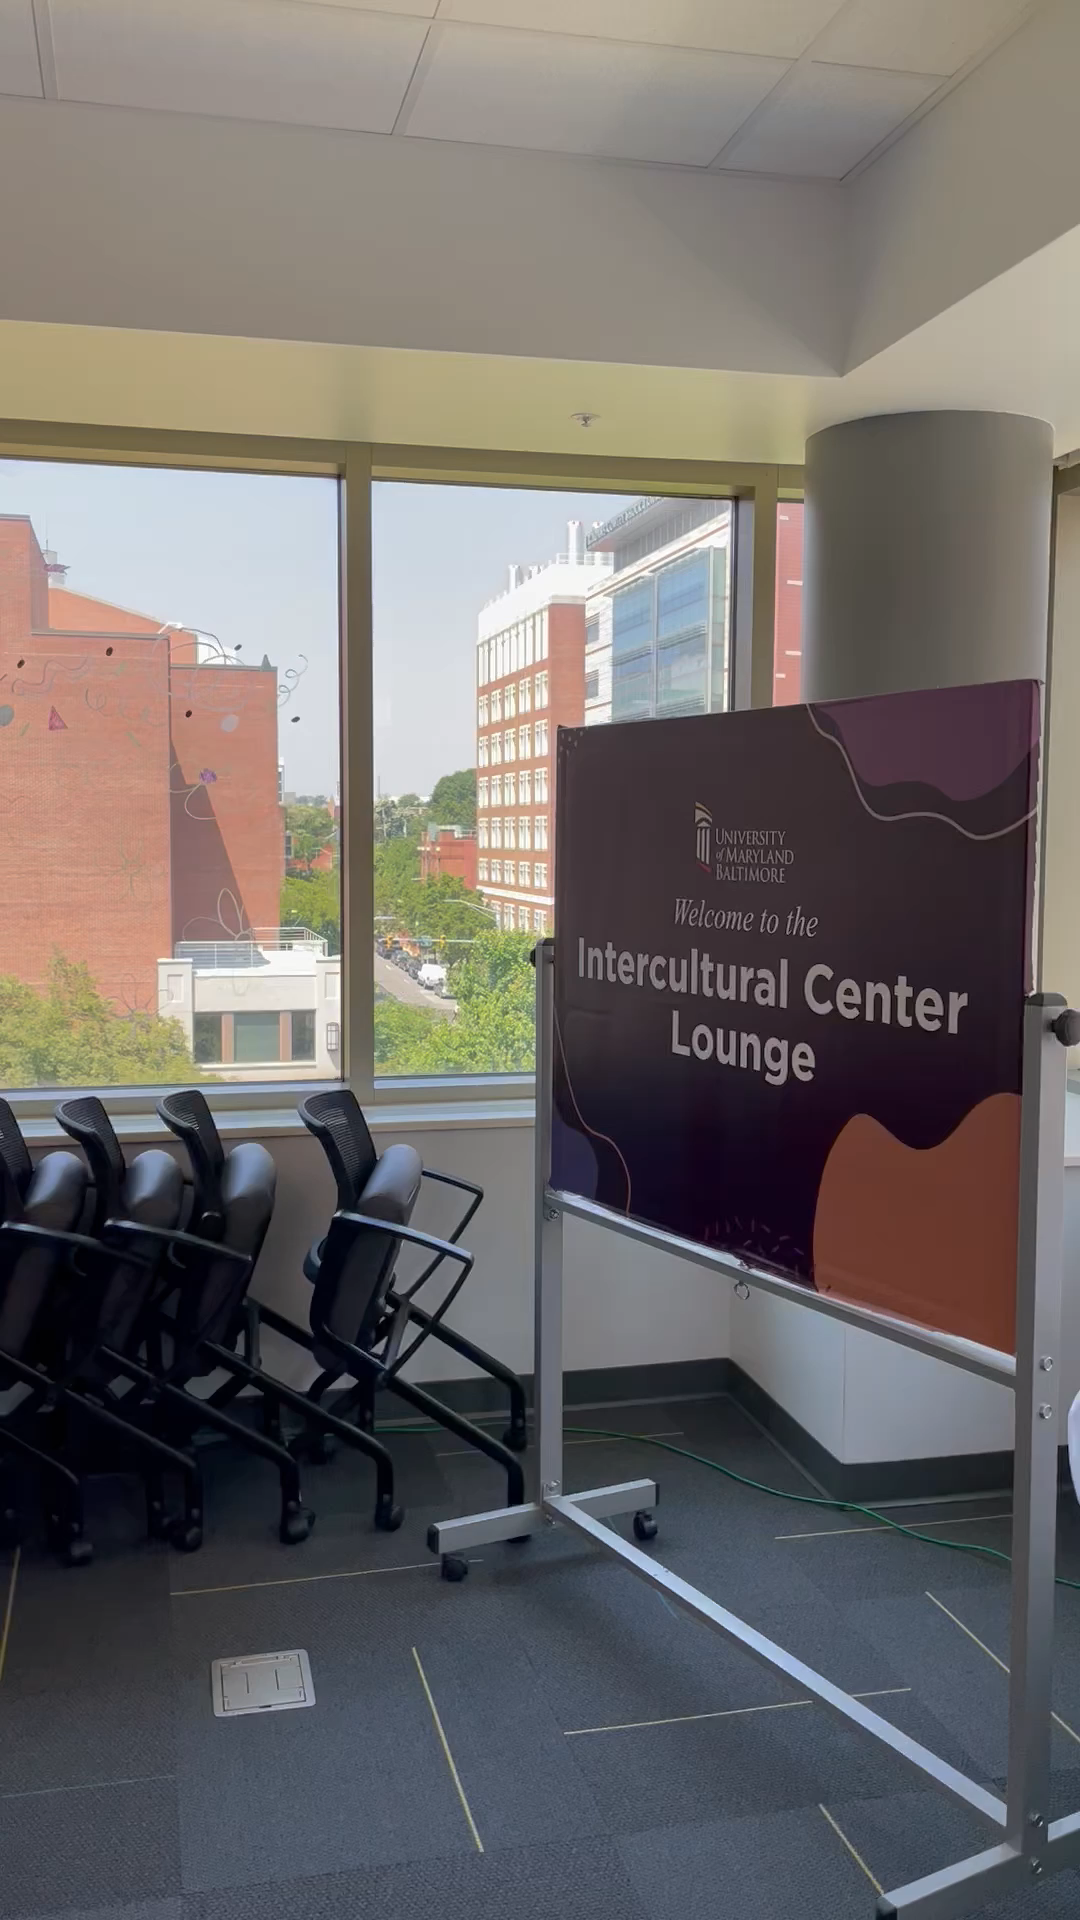 UNIVERSITY
of MARYLAND
BALTIMORE
Welcome to the
Intercultural Center
Lounge